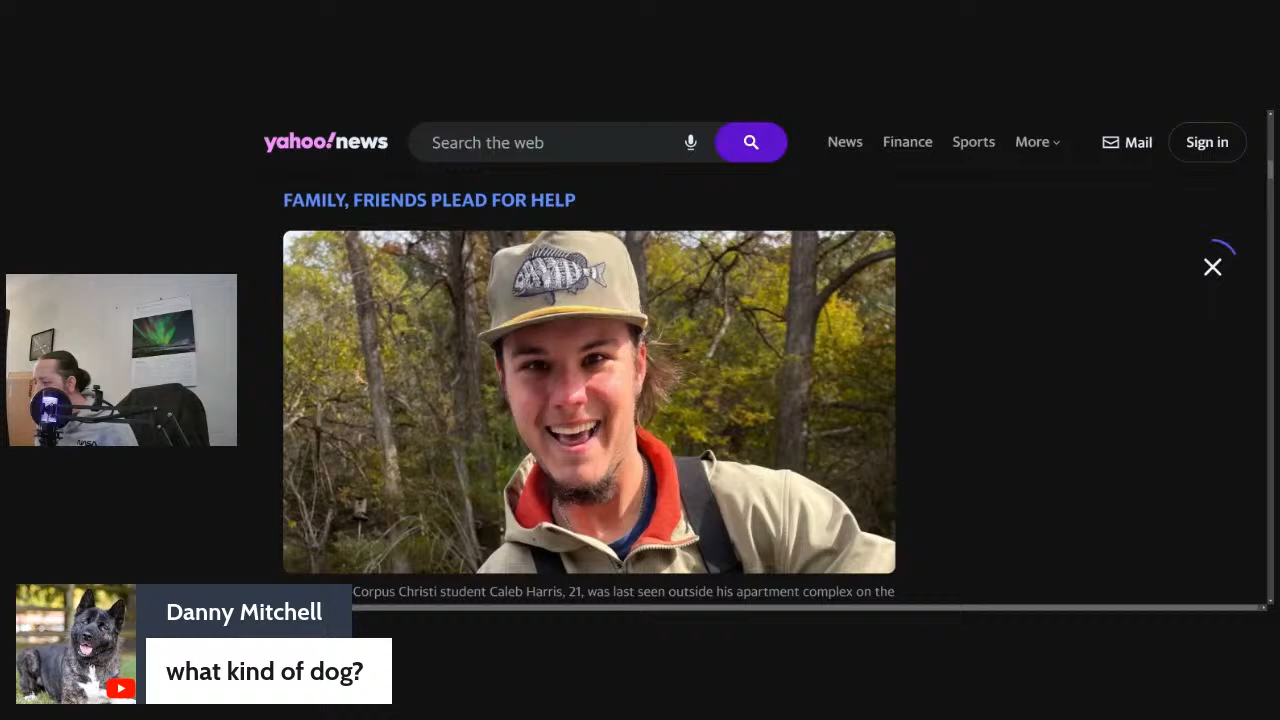 yahoo!news
Search the web
News Finance Sports More
Mail
Sign in
FAMILY, FRIENDS PLEAD FOR HELP
Corpus Christi student Caleb Harris, 21, was last seen outside his apartment complex on the
NASA
Danny Mitchell
what kind of dog?